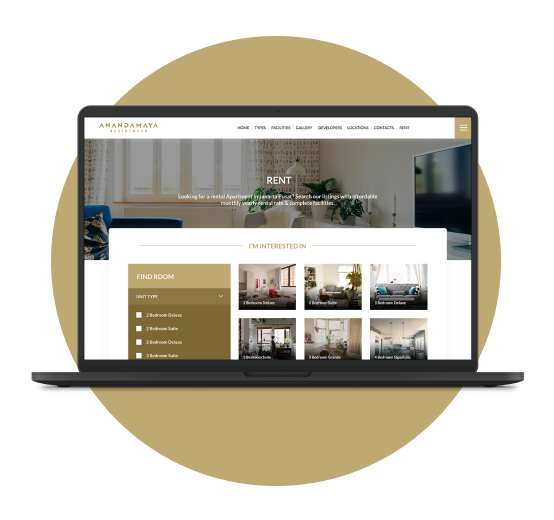 ANANDAMAYA
RESIDENCES
HOME TYPES FACILITIES GALLERY DEVELOPERS LOCATIONS CONTACTS RENT
RENT
Looking for a rental Apartment in Jakarta Pusat? Search our listings with affordable
monthly yearly rental rate & complete facilities.
I'M INTERESTED IN
FIND ROOM
UNIT TYPE
2 Bedroom Deluxe
2 Bedroom Suite
3 Bedroom Deluxe
3 Bedroom Suite
2 Bedroom Deluxe
2 Bedroom Suite
3 Bedroom Deluxe
3 Bedroom Suite
3 Bedroom Grande
4 Bedroom Signature